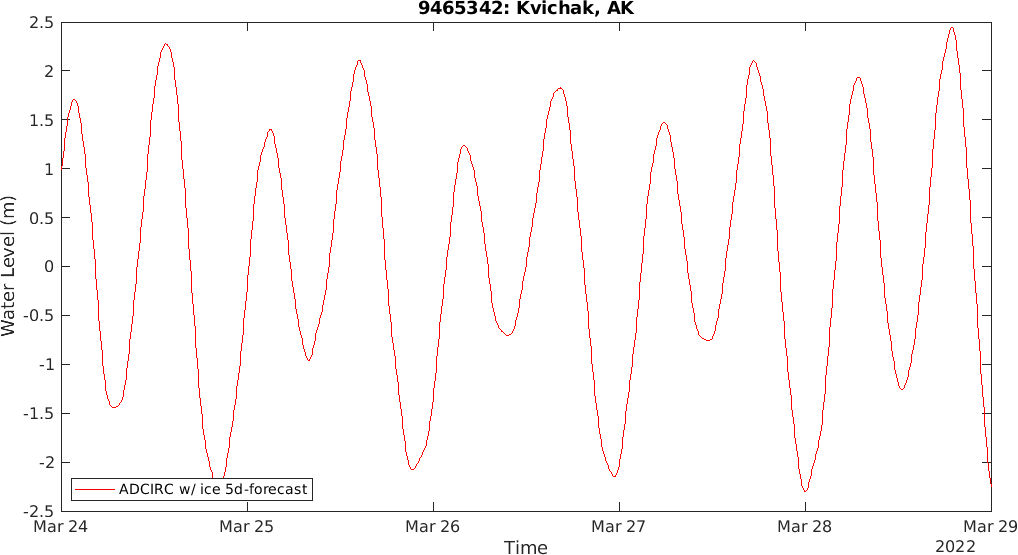 9465342: Kvichak, AK
2.5
2
1.5
1
0.5
0
-0.5
-1
-1.5
-2
-2.5
Water Level (m)
ADCIRC w/ ice 5d-forecast
Mar 24 Mar 25 Mar 26 Mar 27 Mar 28 Mar 29
Time
2022